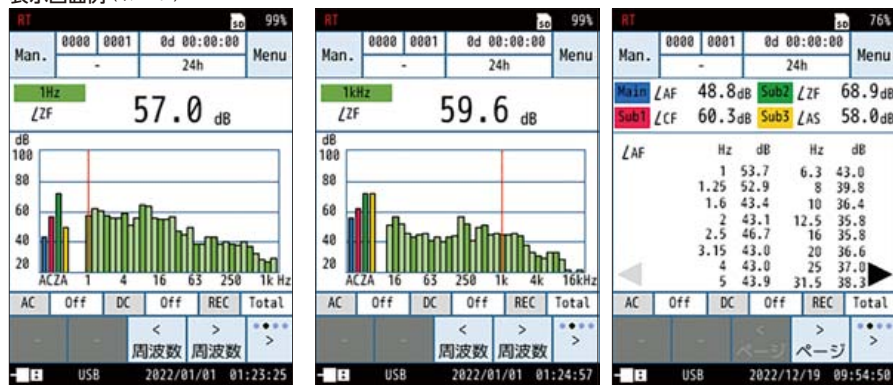 RT SD 99%
Man. 0000 0001 0d 00:00:00 Menu
- 24h
1Hz
LZF 57.0 dB
dB
100
80
60
40
20
ACZA 1 4 16 63 250 1k Hz
AC Off DC Off REC Total
- - < 周波数 > 周波数 >
USB 2022/01/01 01:23:25
RT SD 99%
Man. 0000 0001 0d 00:00:00 Menu
- 24h
1kHz
LZF 59.6 dB
dB
100
80
60
40
20
ACZA 16 63 250 1k 4k 16kHz
AC Off DC Off REC Total
- - < 周波数 > 周波数 >
USB 2022/01/01 01:24:57
RT SD 76%
Man. 0000 0001 0d 00:00:00 Menu
- 24h
Main LAF 48.8dB Sub2 LZF 68.9dB
Sub1 LCF 60.3dB Sub3 LAS 58.0dB
LAF Hz dB Hz dB
1 53.7 6.3 43.0
1.25 52.9 8 39.8
1.6 43.4 10 36.4
2 43.1 12.5 35.8
2.5 46.7 16 35.8
3.15 43.0 20 36.6
4 43.0 25 37.0
5 43.9 31.5 38.3
AC Off DC Off REC Total
- - < ページ > ページ >
USB 2022/12/19 09:54:50